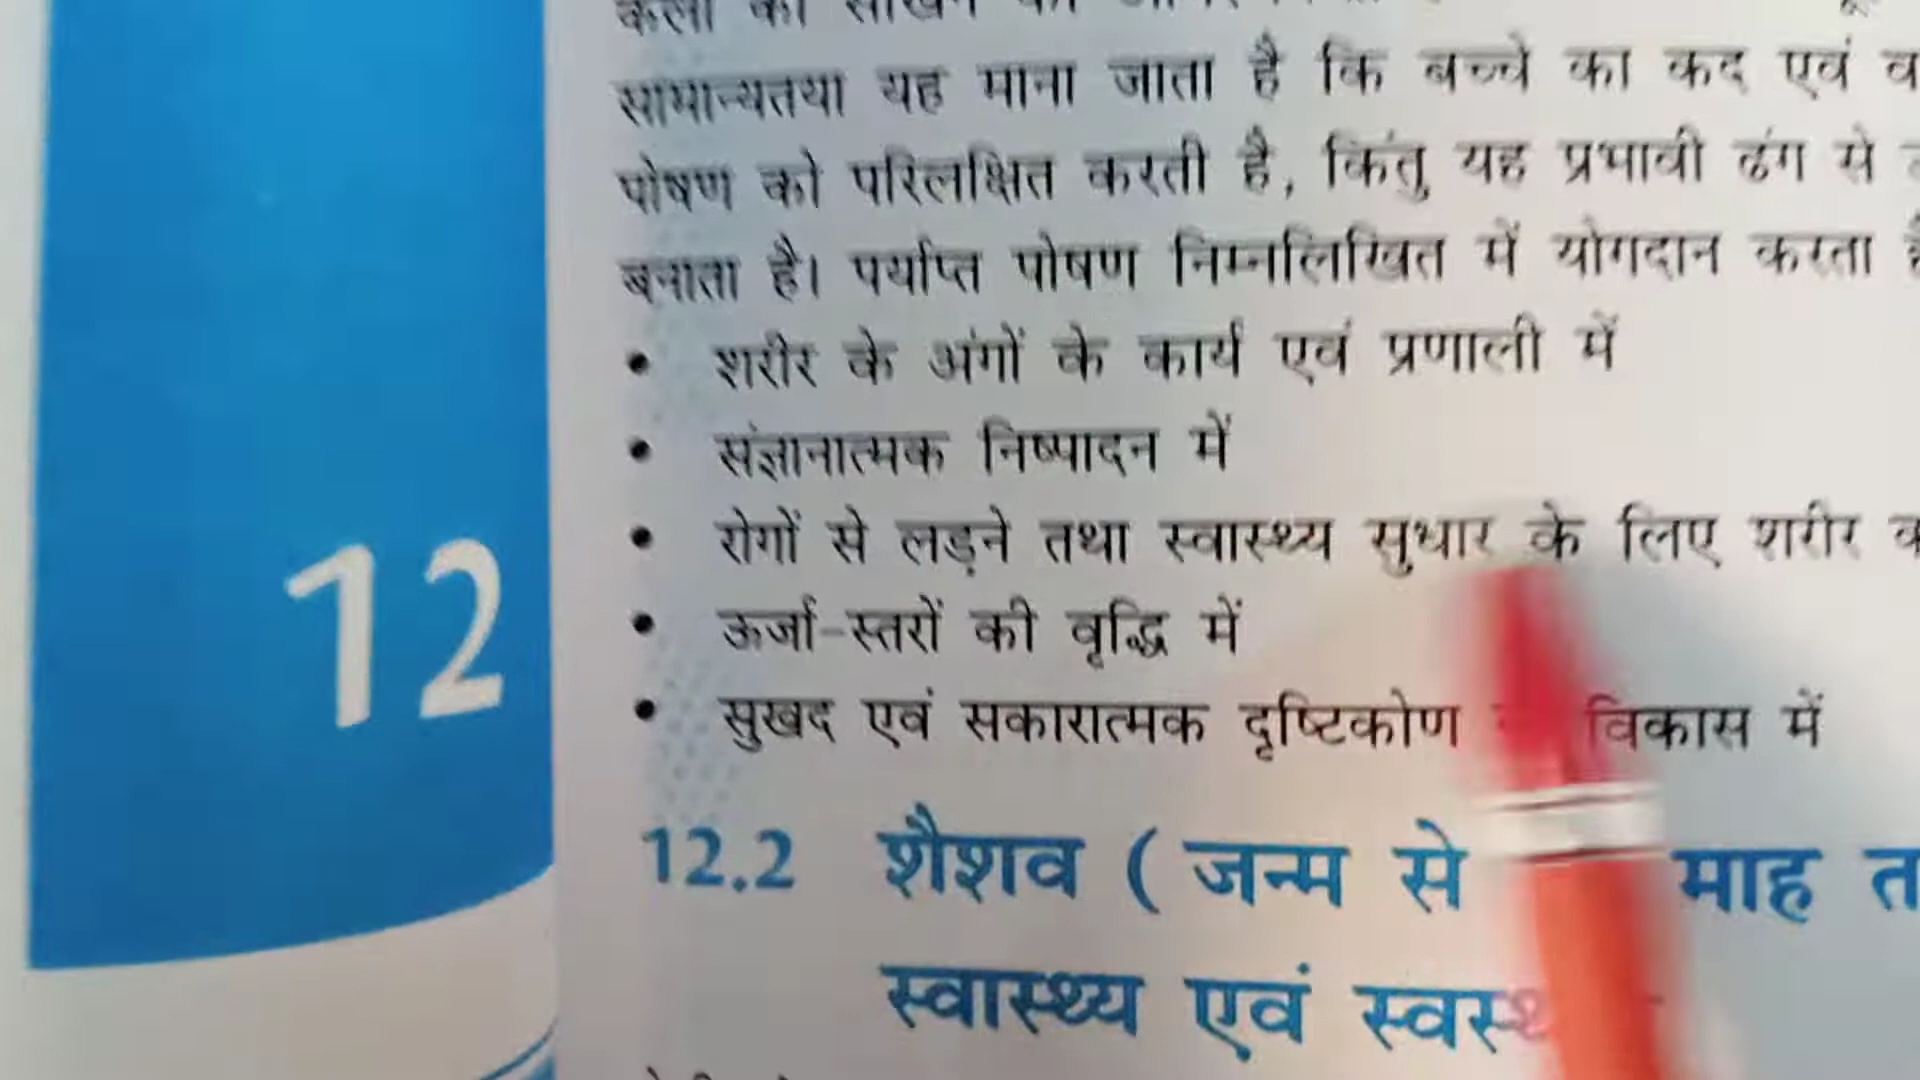 सामान्यतया यह माना जाता है कि बच्चे का कद एवं
पोषण को परिलक्षित करती है, किंतु यह प्रभावी ढंग से
बनाता है। पर्याप्त पोषण निम्नलिखित में योगदान करता
• शरीर के अंगों के कार्य एवं प्रणाली में
• संज्ञानात्मक निष्पादन में
12
• रोगों से लड़ने तथा स्वास्थ्य सुधार के लिए शरीर
• ऊर्जा-स्तरों की वृद्धि में
• सुखद एवं सकारात्मक दृष्टिकोण विकास में
12.2 शैशव ( जन्म से माह
स्वास्थ्य एवं